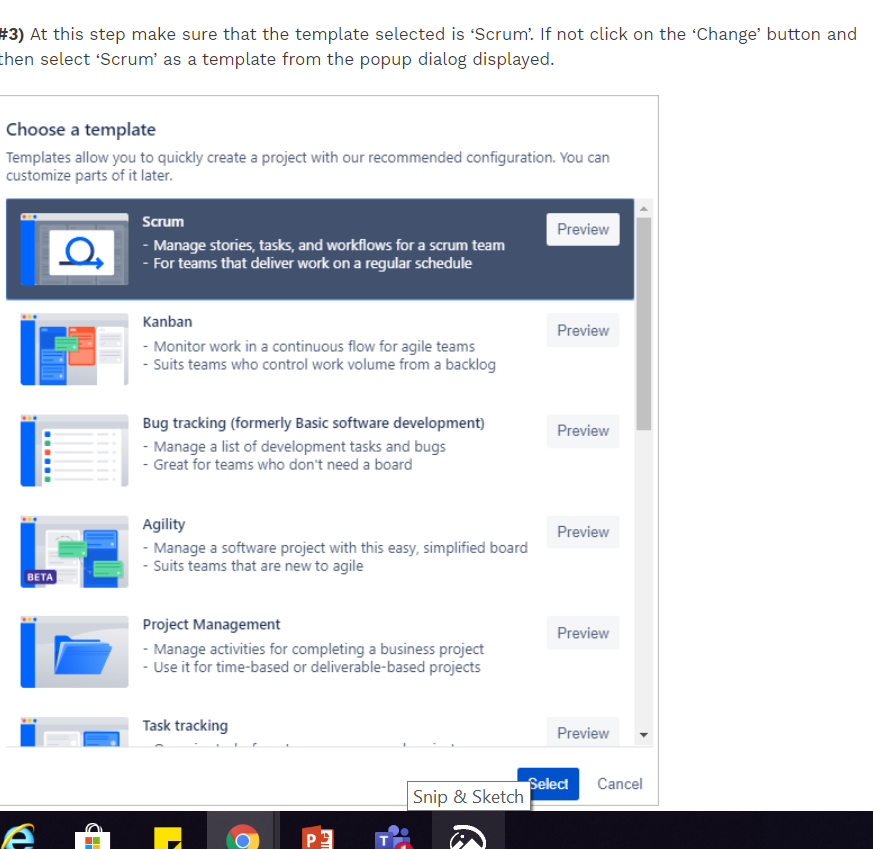 #3) At this step make sure that the template selected is ‘Scrum’. If not click on the ‘Change’ button and
then select ‘Scrum’ as a template from the popup dialog displayed.
Choose a template
Templates allow you to quickly create a project with our recommended configuration. You can
customize parts of it later.
Scrum
- Manage stories, tasks, and workflows for a scrum team
- For teams that deliver work on a regular schedule
Preview
Kanban
- Monitor work in a continuous flow for agile teams
- Suits teams who control work volume from a backlog
Preview
Bug tracking (formerly Basic software development)
- Manage a list of development tasks and bugs
- Great for teams who don't need a board
Preview
BETA
Agility
- Manage a software project with this easy, simplified board
- Suits teams that are new to agile
Preview
Project Management
- Manage activities for completing a business project
- Use it for time-based or deliverable-based projects
Preview
Task tracking
Preview
Select
Cancel
Snip & Sketch